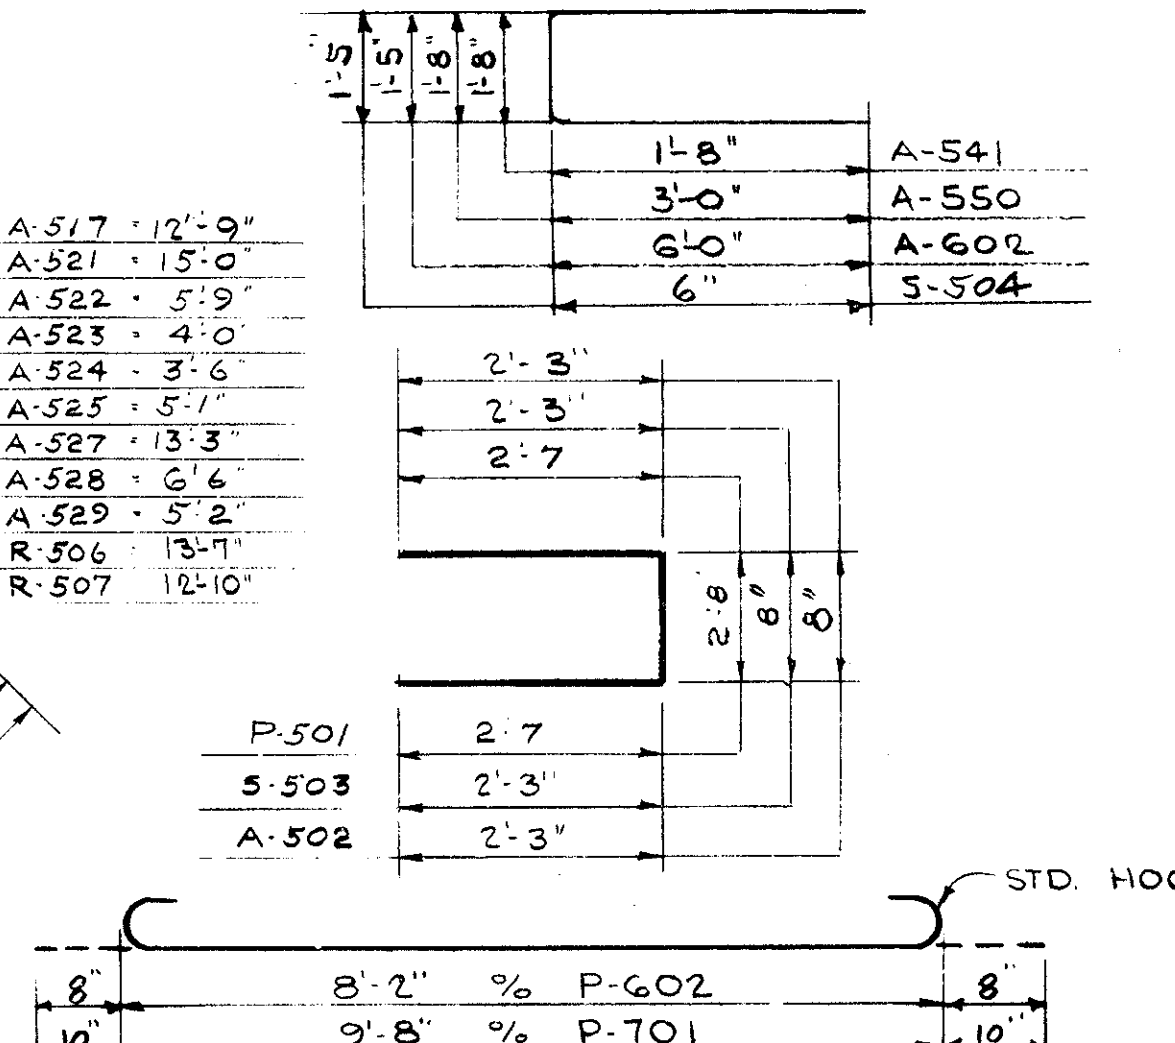 1'-5" 1'-5" 1'-8" 1'-8"
1'-8" A-541
3'-0" A-550
6'-0" A-602
6" S-504
A-517 = 12'-9"
A-521 = 15'-0"
A-522 - 5'-9"
A-523 = 4'-0"
A-524 - 3'-6"
A-525 = 5'-1"
A-527 = 13'-3"
A-528 = 6'6"
A-529 - 5'-2"
R-506 13'-7"
R-507 12'-10"
2'-3"
2'-3"
2'-7
2'-8 8" 8"
P-501 2'-7
S-503 2'-3"
A-502 2'-3"
STD.
8" 8'-2" % P-602 8"
10" 9'-8" % P-701 10"